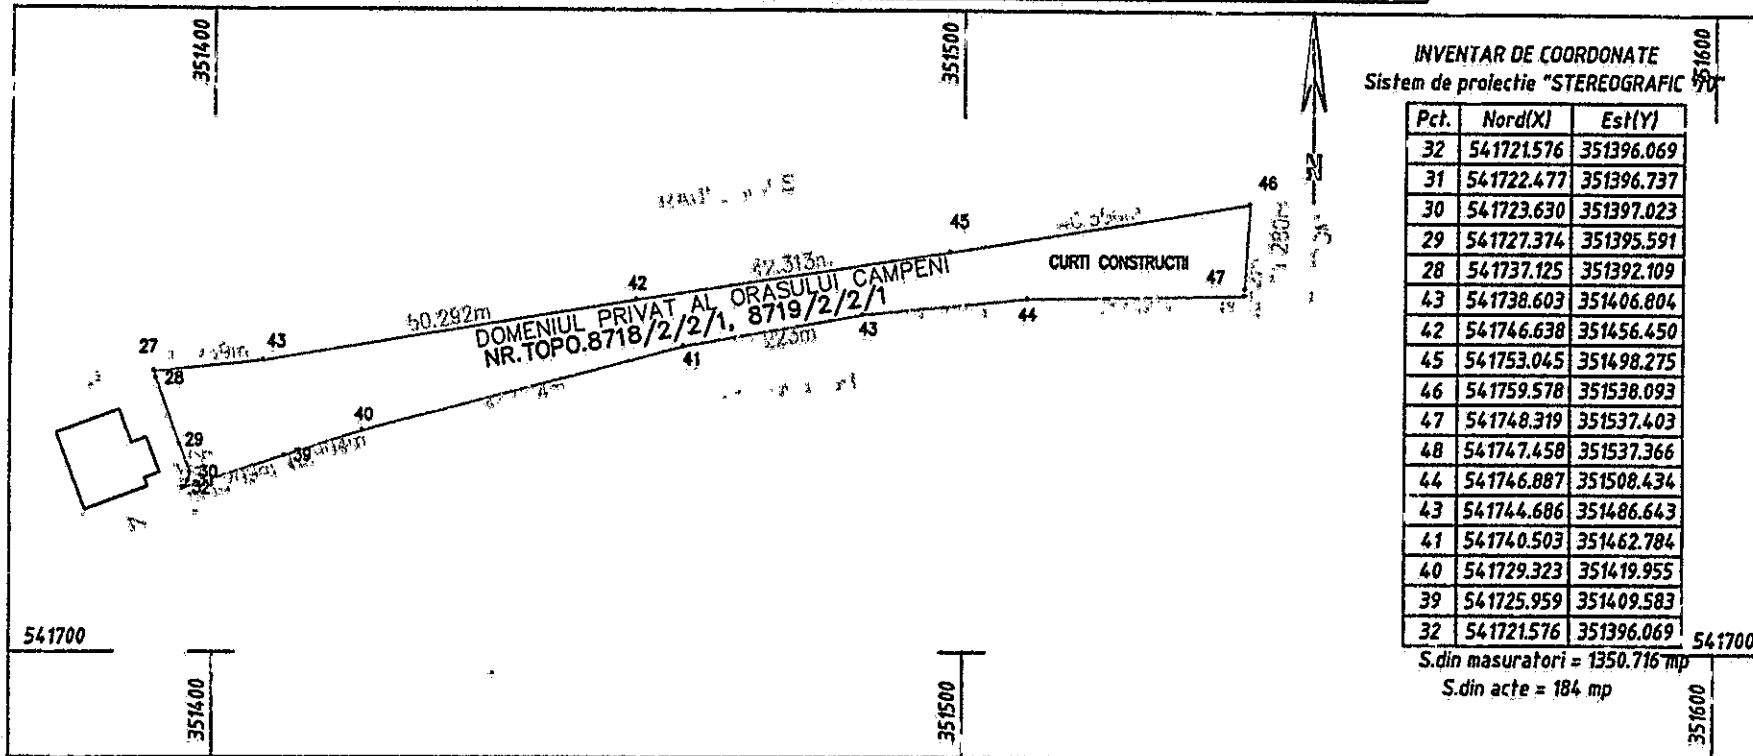 351400
351500
351600
INVENTAR DE COORDONATE
Sistem de proiectie "STEREOGRAFIC '70"
Pct. Nord(X) Est(Y)
32 541721.576 351396.069
31 541722.477 351396.737
30 541723.630 351397.023
29 541727.374 351395.591
28 541737.125 351392.109
43 541738.603 351406.804
42 541746.638 351456.450
45 541753.045 351498.275
46 541759.578 351538.093
47 541748.319 351537.403
48 541747.458 351537.366
44 541746.887 351508.434
43 541744.686 351486.643
41 541740.503 351462.784
40 541729.323 351419.955
39 541725.959 351409.583
32 541721.576 351396.069
S.din masuratori = 1350.716 mp
S.din acte = 184 mp
N
46
45
CURTI CONSTRUCTII
47
42
42.313m
50.292m
DOMENIUL PRIVAT AL ORASULUI CAMPENI
NR.TOPO.8718/2/2/1, 8719/2/2/1
27
43
28
43
44
41
40
29
39
30
32
541700
541700
351400
351500
351600